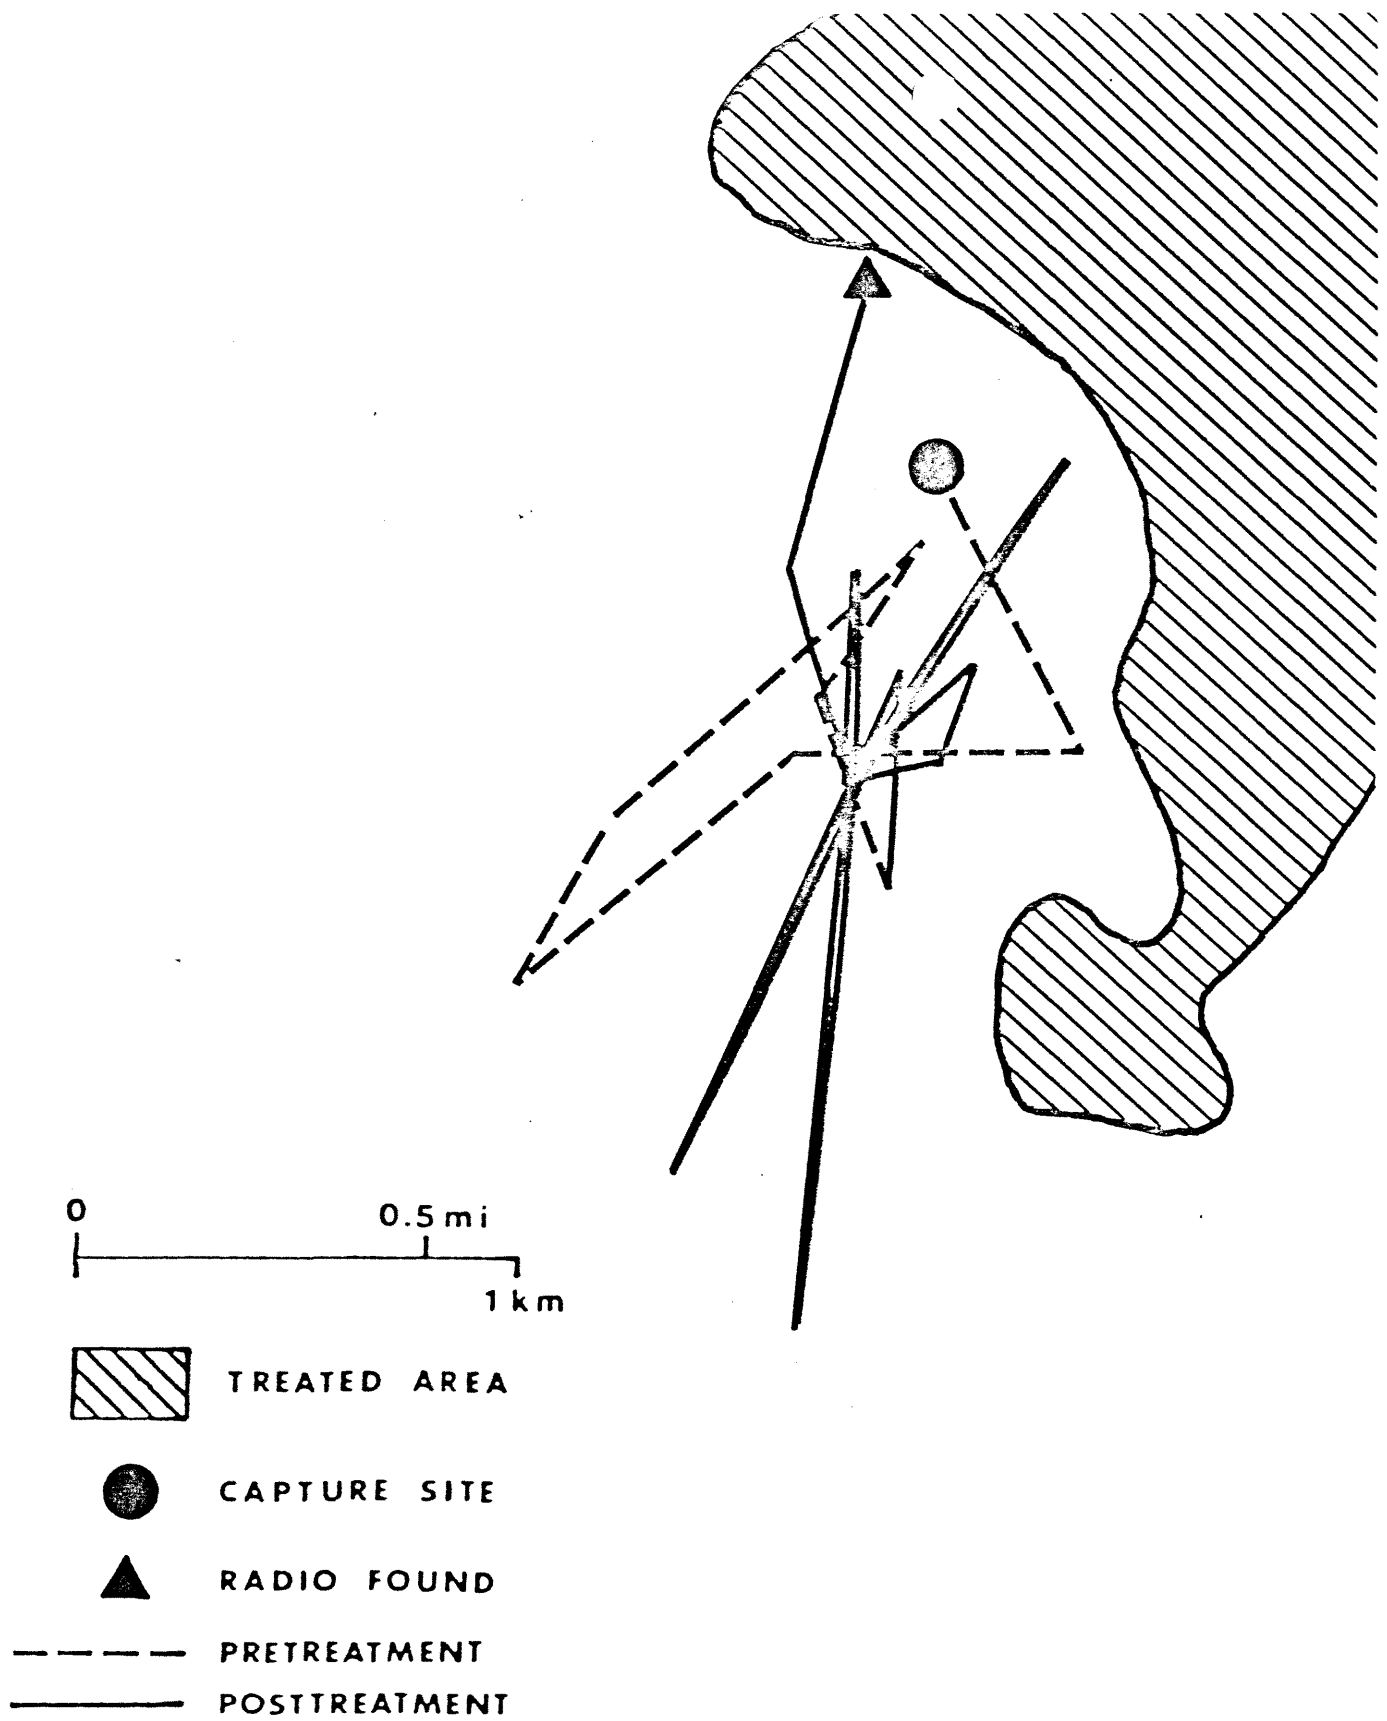 0 0.5 mi
1 km
TREATED AREA
CAPTURE SITE
RADIO FOUND
PRETREATMENT
POSTTREATMENT